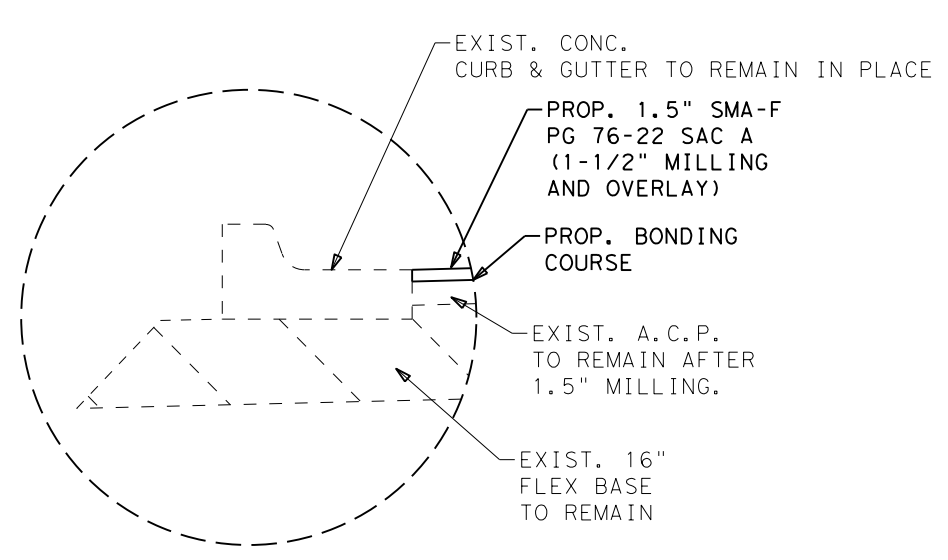 EXIST. CONC.
CURB & GUTTER TO REMAIN IN PLACE
PROP. 1.5" SMA-F
PG 76-22 SAC A
(1-1/2" MILLING
AND OVERLAY)
PROP. BONDING
COURSE
EXIST. A.C.P.
TO REMAIN AFTER
1.5" MILLING.
EXIST. 16"
FLEX BASE
TO REMAIN